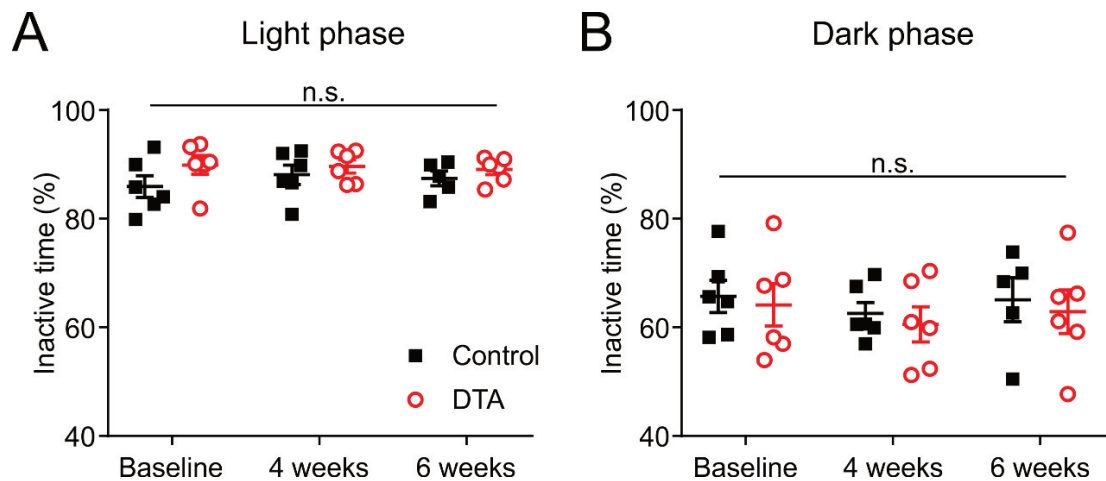 A
Light phase
Inactive time (%)
100
80
60
40
n.s.
Control
DTA
Baseline
4 weeks
6 weeks
B
Dark phase
Inactive time (%)
100
80
60
40
n.s.
Baseline
4 weeks
6 weeks